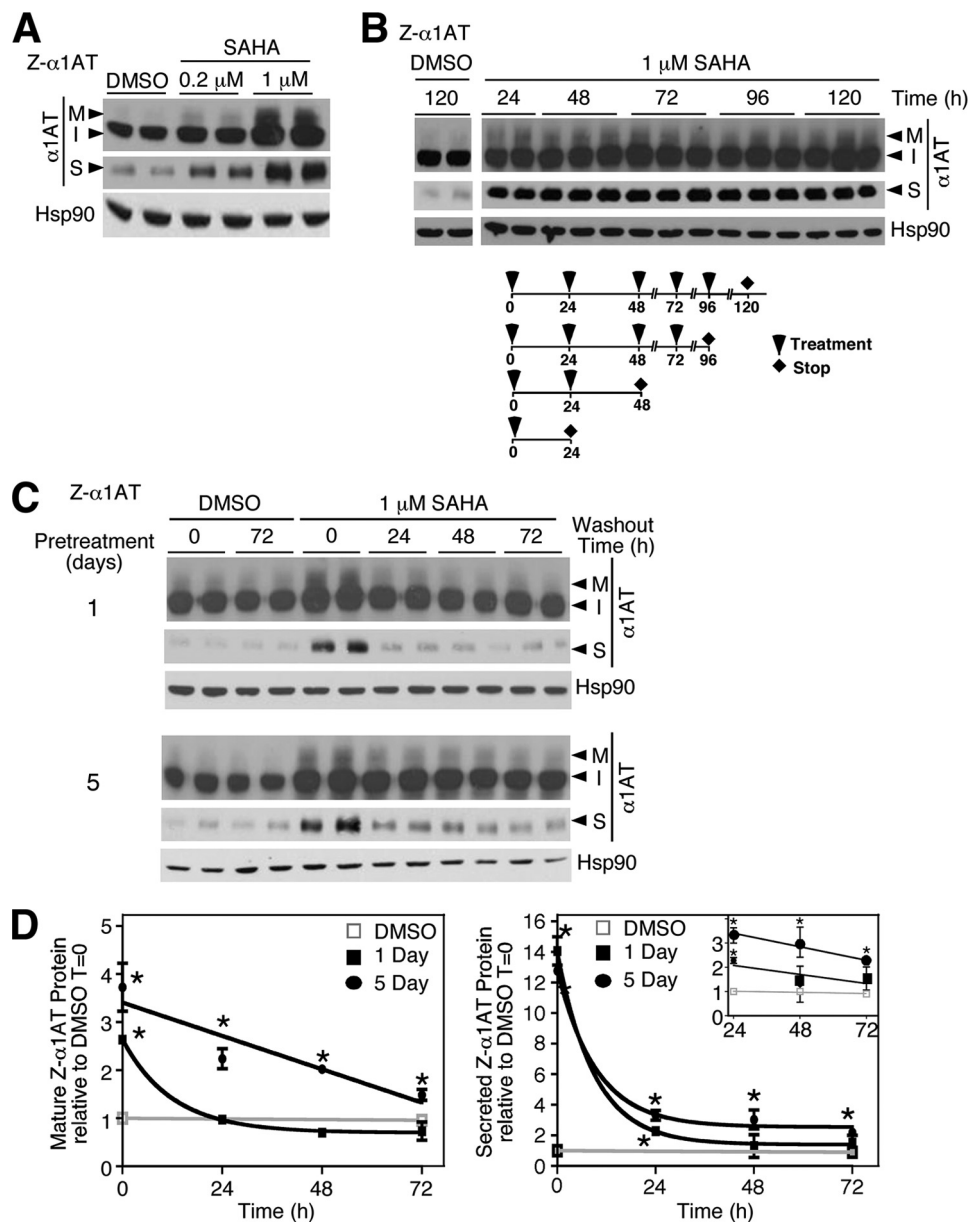 A
Z-α1AT
SAHA
DMSO 0.2 μM 1 μM
M
I
S
α1AT
Hsp90
B
Z-α1AT
DMSO
1 μM SAHA
120 24 48 72 96 120 Time (h)
M
I
S
α1AT
Hsp90
0 24 48 72 96 120
0 24 48 72 96
0 24 48
0 24
Treatment
Stop
C
Z-α1AT
DMSO 1 μM SAHA
Pretreatment (days)
0 72 0 24 48 72
Washout
Time (h)
1
M
I
S
α1AT
Hsp90
5
M
I
S
α1AT
Hsp90
D
Mature Z-α1AT Protein
relative to DMSO T=0
5
4
3
2
1
0
* * * * *
DMSO
1 Day
5 Day
0 24 48 72
Time (h)
Secreted Z-α1AT Protein
relative to DMSO T=0
16
14
12
10
8
6
4
2
0
* * * * * *
DMSO
1 Day
5 Day
3
2
1
0
* * * *
24 48 72
0 24 48 72
Time (h)